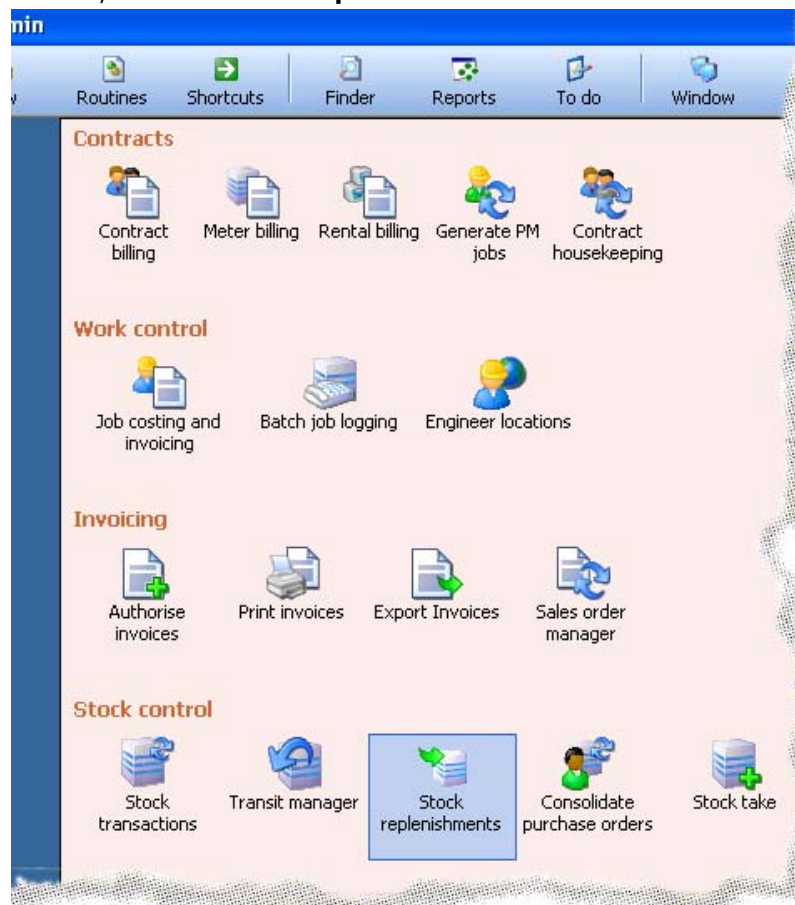 min
Routines Shortcuts Finder Reports To do Window
Contracts
Contract billing
Meter billing
Rental billing
Generate PM jobs
Contract housekeeping
Work control
Job costing and invoicing
Batch job logging
Engineer locations
Invoicing
Authorise invoices
Print invoices
Export Invoices
Sales order manager
Stock control
Stock transactions
Transit manager
Stock replenishments
Consolidate purchase orders
Stock take